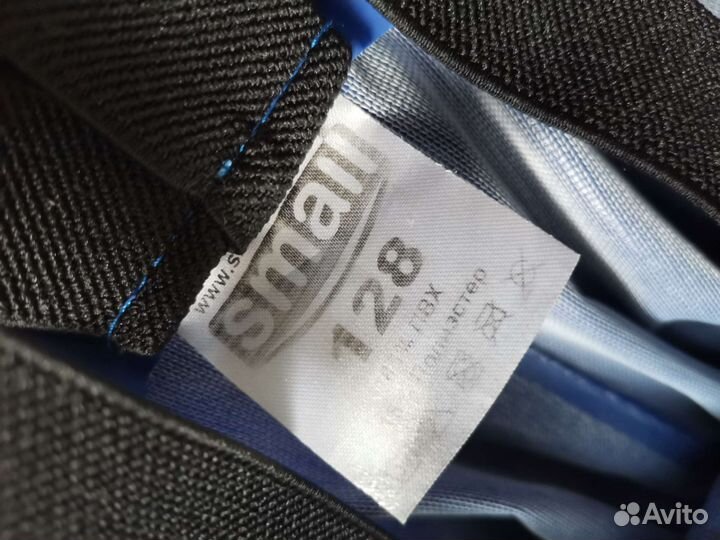 www.s
small
128
ПВХ
Полиэстер
Avito